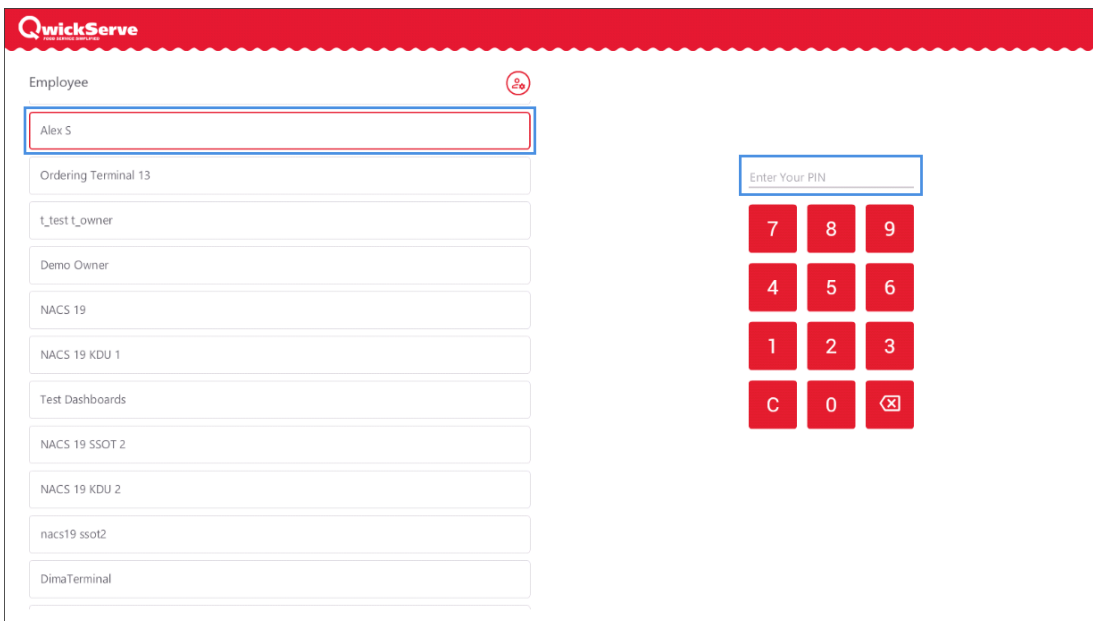 QwickServe
FOOD SERVICE SIMPLIFIED
Employee
Alex S
Ordering Terminal 13
t_test t_owner
Demo Owner
NACS 19
NACS 19 KDU 1
Test Dashboards
NACS 19 SSOT 2
NACS 19 KDU 2
nacs19 ssot2
DimaTerminal
Enter Your PIN
7 8 9
4 5 6
1 2 3
C 0